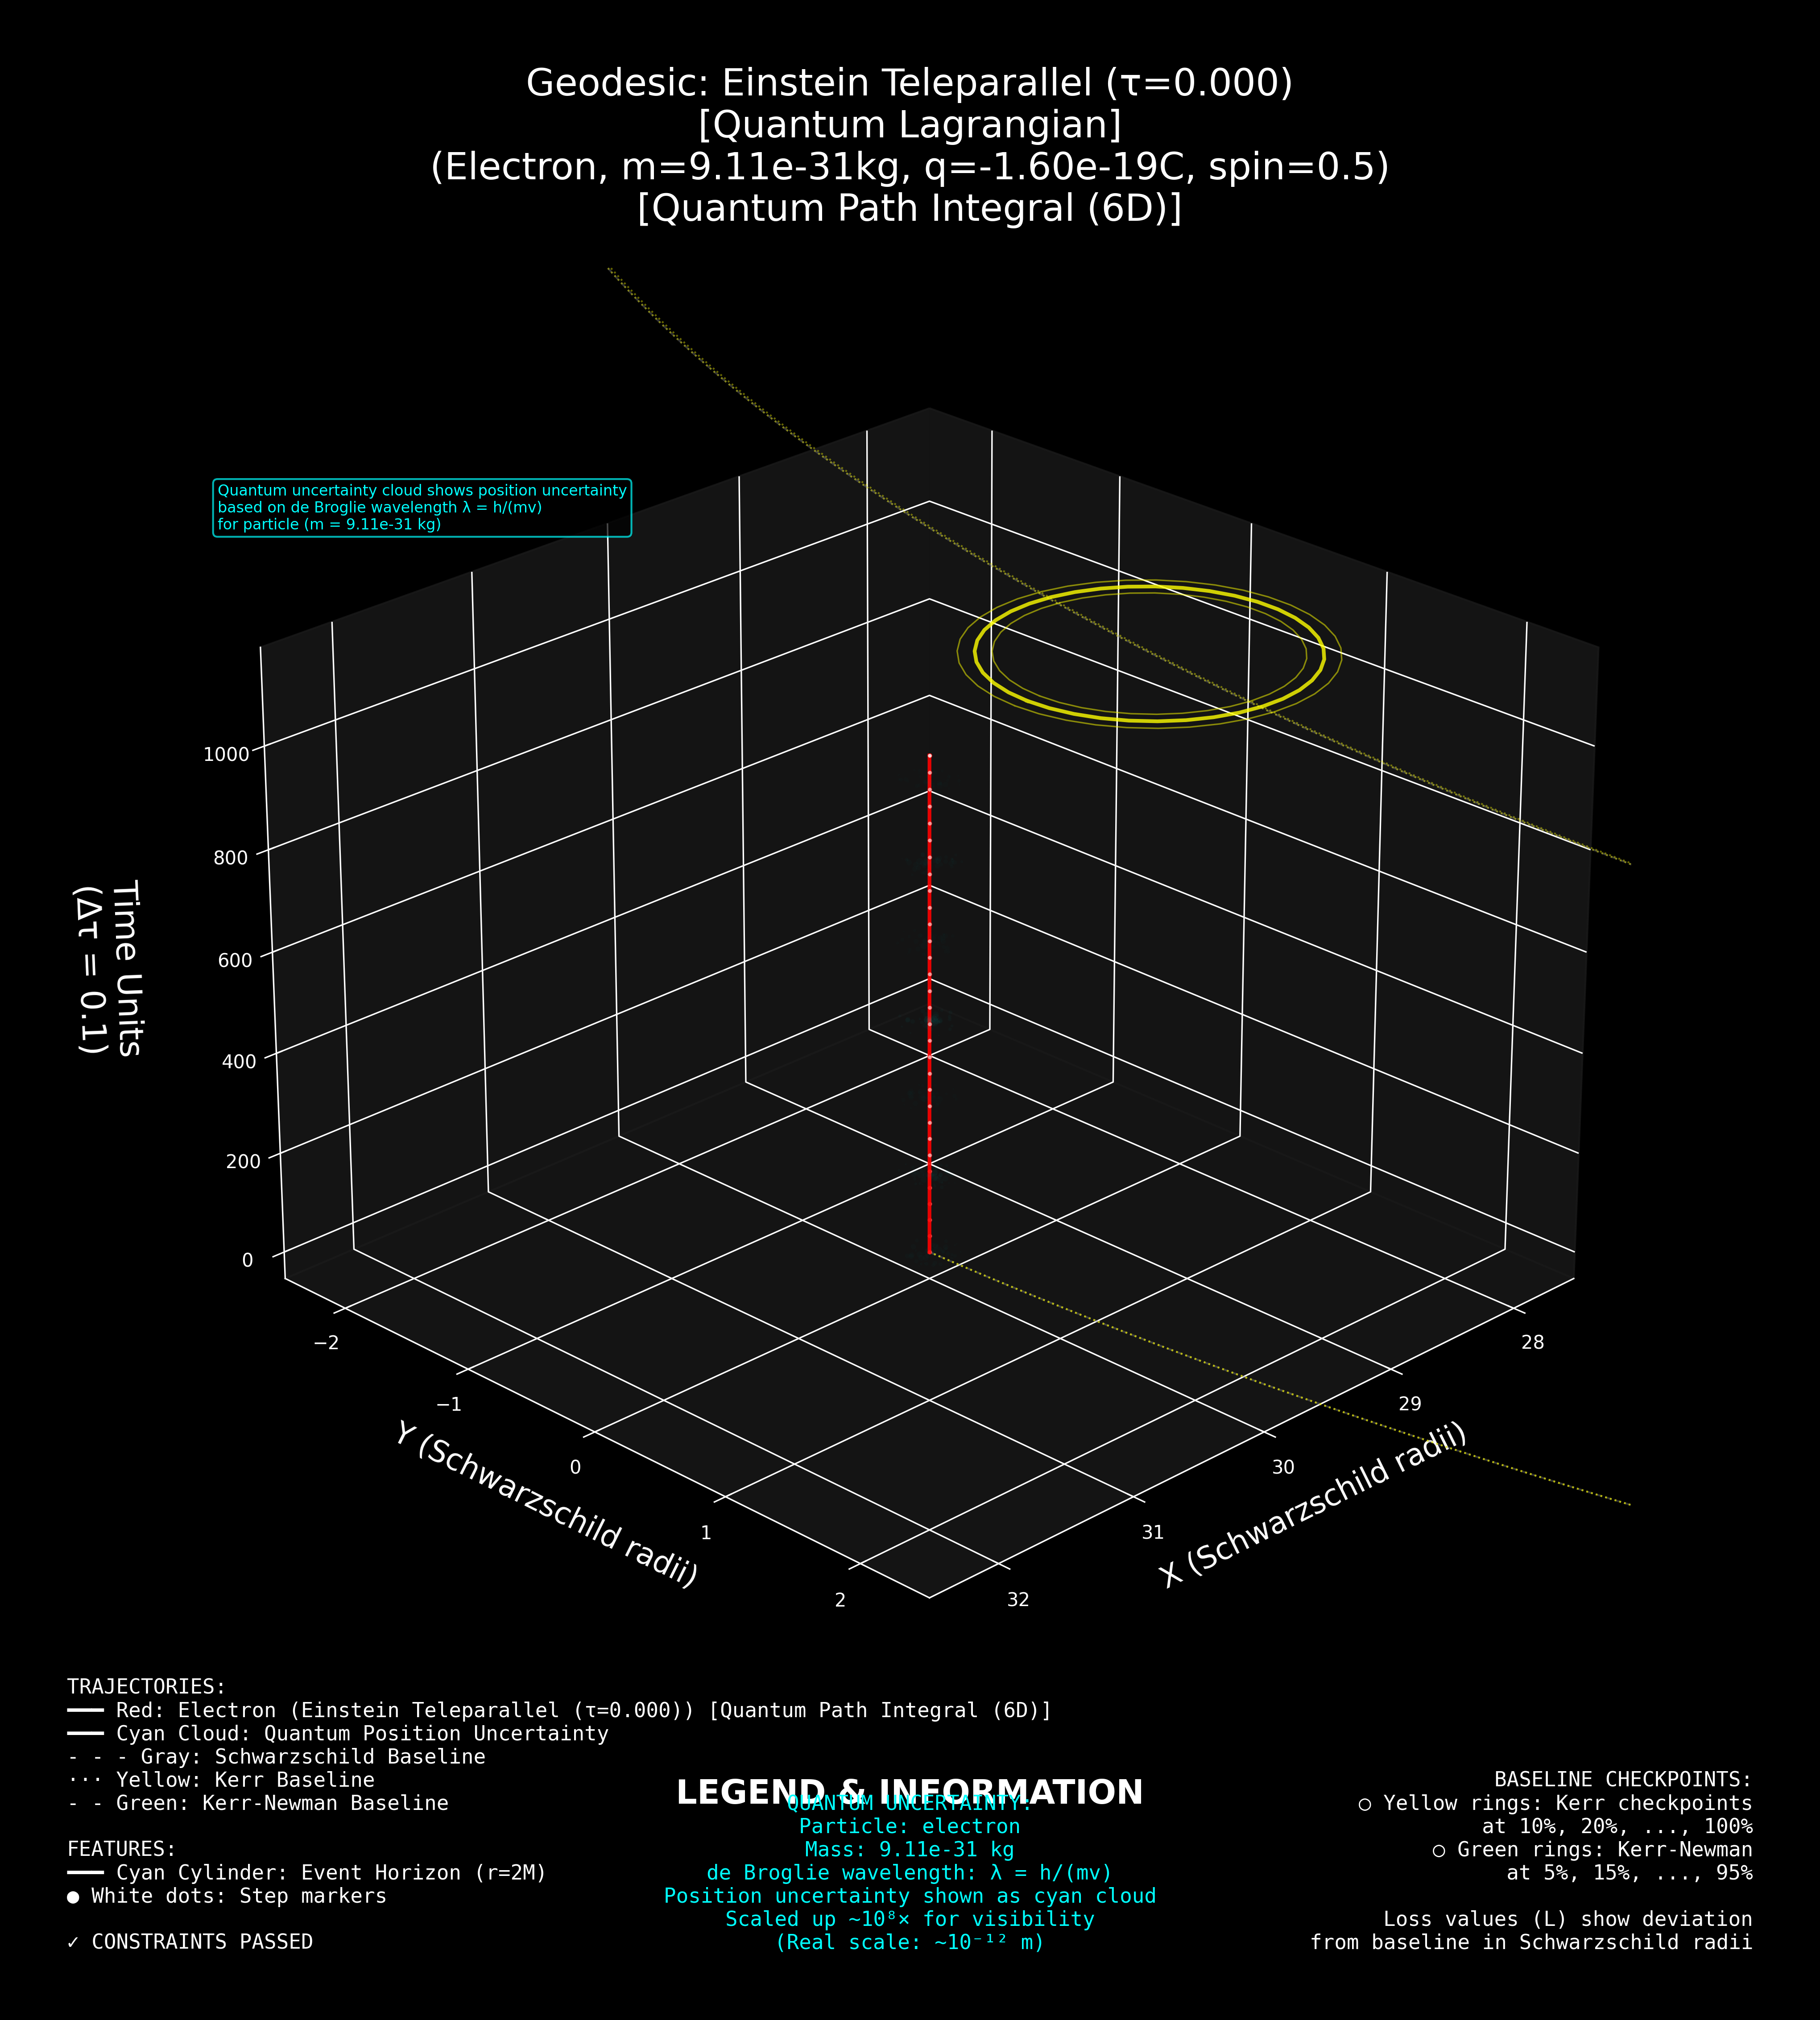 Geodesic: Einstein Teleparallel (τ=0.000)
[Quantum Lagrangian]
(Electron, m=9.11e-31kg, q=-1.60e-19C, spin=0.5)
[Quantum Path Integral (6D)]
Quantum uncertainty cloud shows position uncertainty
based on de Broglie wavelength λ = h/(mv)
for particle (m = 9.11e-31 kg)
1000
800
600
400
200
0
Time Units
(Δτ = 0.1)
−2
−1
0
1
2
Y (Schwarzschild radii)
28
29
30
31
32
X (Schwarzschild radii)
TRAJECTORIES:
━━━ Red: Electron (Einstein Teleparallel (τ=0.000)) [Quantum Path Integral (6D)]
━━━ Cyan Cloud: Quantum Position Uncertainty
- - - Gray: Schwarzschild Baseline
··· Yellow: Kerr Baseline
- - Green: Kerr-Newman Baseline
FEATURES:
━━━ Cyan Cylinder: Event Horizon (r=2M)
● White dots: Step markers
✓ CONSTRAINTS PASSED
LEGEND & INFORMATION
QUANTUM UNCERTAINTY:
Particle: electron
Mass: 9.11e-31 kg
de Broglie wavelength: λ = h/(mv)
Position uncertainty shown as cyan cloud
Scaled up ~10⁸× for visibility
(Real scale: ~10⁻¹² m)
BASELINE CHECKPOINTS:
○ Yellow rings: Kerr checkpoints
at 10%, 20%, ..., 100%
○ Green rings: Kerr-Newman
at 5%, 15%, ..., 95%
Loss values (L) show deviation
from baseline in Schwarzschild radii